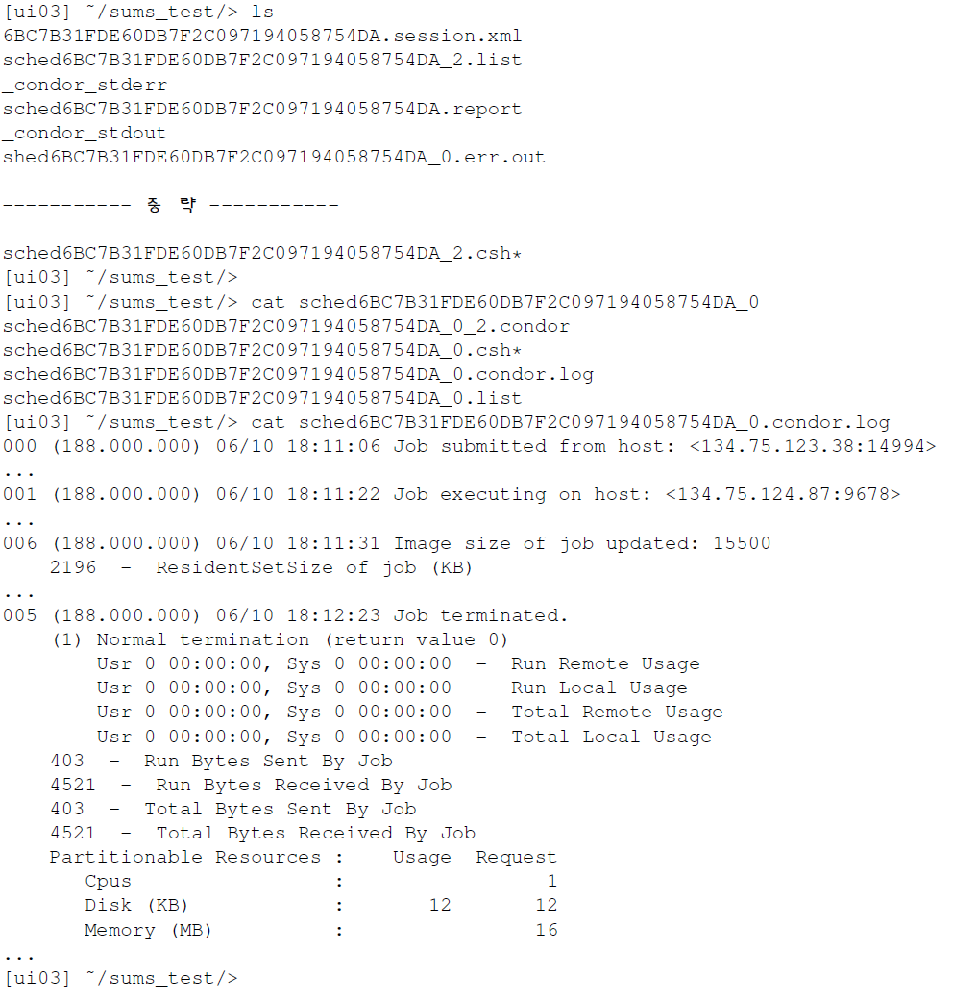 [ui03] ~/sums_test/> ls
6BC7B31FDE60DB7F2C097194058754DA.session.xml
sched6BC7B31FDE60DB7F2C097194058754DA_2.list
_condor_stderr
sched6BC7B31FDE60DB7F2C097194058754DA.report
_condor_stdout
shed6BC7B31FDE60DB7F2C097194058754DA_0.err.out
----------- 중 략 -----------
sched6BC7B31FDE60DB7F2C097194058754DA_2.csh*
[ui03] ~/sums_test/>
[ui03] ~/sums_test/> cat sched6BC7B31FDE60DB7F2C097194058754DA_0
sched6BC7B31FDE60DB7F2C097194058754DA_0_2.condor
sched6BC7B31FDE60DB7F2C097194058754DA_0.csh*
sched6BC7B31FDE60DB7F2C097194058754DA_0.condor.log
sched6BC7B31FDE60DB7F2C097194058754DA_0.list
[ui03] ~/sums_test/> cat sched6BC7B31FDE60DB7F2C097194058754DA_0.condor.log
000 (188.000.000) 06/10 18:11:06 Job submitted from host: <134.75.123.38:14994>
...
001 (188.000.000) 06/10 18:11:22 Job executing on host: <134.75.124.87:9678>
...
006 (188.000.000) 06/10 18:11:31 Image size of job updated: 15500
    2196  -  ResidentSetSize of job (KB)
...
005 (188.000.000) 06/10 18:12:23 Job terminated.
    (1) Normal termination (return value 0)
        Usr 0 00:00:00, Sys 0 00:00:00  -  Run Remote Usage
        Usr 0 00:00:00, Sys 0 00:00:00  -  Run Local Usage
        Usr 0 00:00:00, Sys 0 00:00:00  -  Total Remote Usage
        Usr 0 00:00:00, Sys 0 00:00:00  -  Total Local Usage
    403  -  Run Bytes Sent By Job
    4521  -  Run Bytes Received By Job
    403  -  Total Bytes Sent By Job
    4521  -  Total Bytes Received By Job
    Partitionable Resources :    Usage  Request
       Cpus                 :                 1
       Disk (KB)            :       12       12
       Memory (MB)          :                16
...
[ui03] ~/sums_test/>